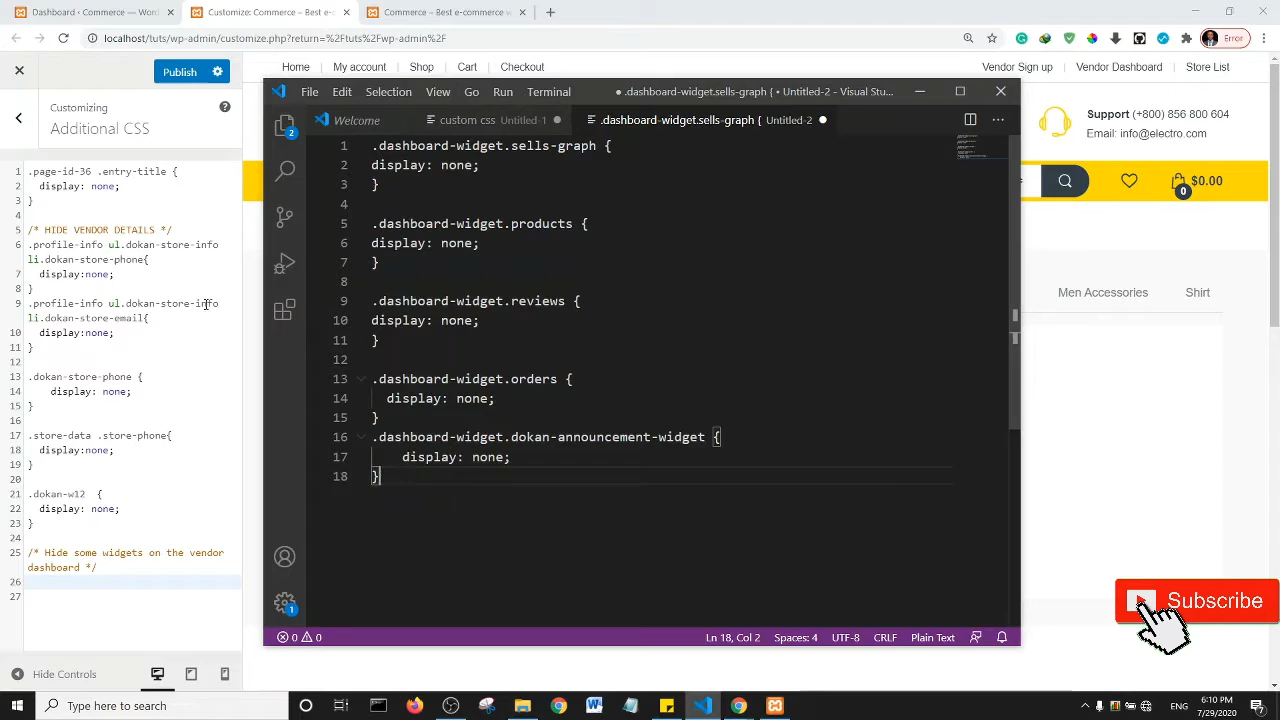 Dashboard ‹ Commerce — Word
Customize: Commerce – Best e-com
Commerce – Best e-commerce w
localhost/tuts/wp-admin/customize.php?return=%2Ftuts%2Fwp-admin%2F
Error
Publish
Customizing
Additional CSS
1 .page-id-36 .entry-title {
2 display: none;
3 }
4
5 /* HIDE VENDOR DETAILS */
6 .profile-info ul.dokan-store-info
li.dokan-store-phone{
7 display:none;
8 }
9 .profile-info ul.dokan-store-info
li.dokan-store-email{
10 display:none;
11 }
12
13 .dokan-store-phone {
14 display: none;
15 }
16
17 .store-data .store-phone{
18 display:none;
19 }
20
21 .dokan-w12 {
22 display: none;
23 }
24
25 /* Hide some widgets on the vendor
dashboard */
26
27
Hide Controls
Home My account Shop Cart Checkout
Vendor Sign up Vendor Dashboard Store List
Support (+800) 856 800 604
Email: info@electro.com
0 $0.00
Men Accessories Shirt
File Edit Selection View Go Run Terminal
● .dashboard-widget.sells-graph { • Untitled-2 - Visual Stu...
Welcome
custom css Untitled-1
.dashboard-widget.sells-graph { Untitled-2
2
1 .dashboard-widget.sells-graph {
2 display: none;
3 }
4
5 .dashboard-widget.products {
6 display: none;
7 }
8
9 .dashboard-widget.reviews {
10 display: none;
11 }
12
13 .dashboard-widget.orders {
14 display: none;
15 }
16 .dashboard-widget.dokan-announcement-widget {
17 display: none;
18 }
1
0 0
Ln 18, Col 2 Spaces: 4 UTF-8 CRLF Plain Text
Subscribe
Type here to search
ENG
6:10 PM
7/29/2020